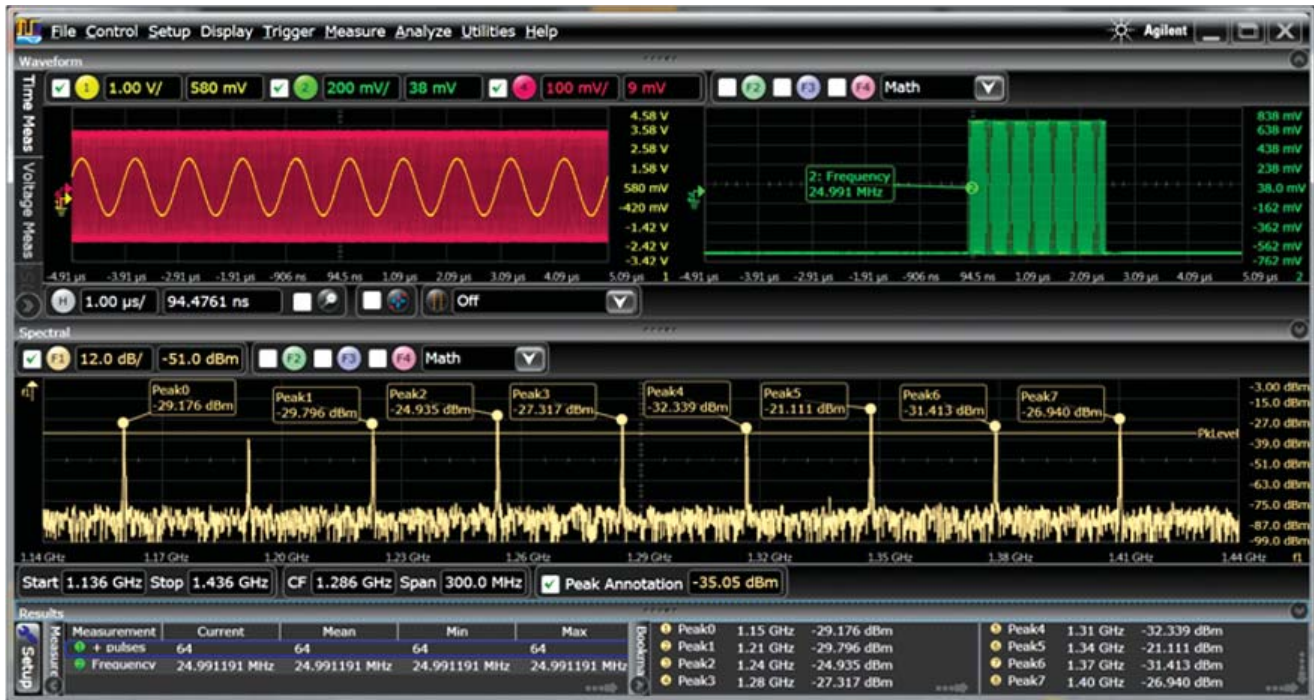 File Control Setup Display Trigger Measure Analyze Utilities Help
Agilent
Waveform
1 1.00 V/ 580 mV 2 200 mV/ 38 mV 4 100 mV/ 9 mV
F2 F3 F4 Math
Time Meas
Voltage Meas
4.58 V
3.58 V
2.58 V
1.58 V
580 mV
-420 mV
-1.42 V
-2.42 V
-3.42 V
2: Frequency
24.991 MHz
838 mV
638 mV
438 mV
238 mV
38.0 mV
-162 mV
-362 mV
-562 mV
-762 mV
-4.91 µs -3.91 µs -2.91 µs -1.91 µs -906 ns 94.5 ns 1.09 µs 2.09 µs 3.09 µs 4.09 µs 5.09 µs 1
-4.91 µs -3.91 µs -2.91 µs -1.91 µs -906 ns 94.5 ns 1.09 µs 2.09 µs 3.09 µs 4.09 µs 5.09 µs 2
H 1.00 µs/ 94.4761 ns Off
Spectral
F1 12.0 dB/ -51.0 dBm F2 F3 F4 Math
f1
Peak0
-29.176 dBm
Peak1
-29.796 dBm
Peak2
-24.935 dBm
Peak3
-27.317 dBm
Peak4
-32.339 dBm
Peak5
-21.111 dBm
Peak6
-31.413 dBm
Peak7
-26.940 dBm
PkLevel
-3.00 dBm
-15.0 dBm
-27.0 dBm
-39.0 dBm
-51.0 dBm
-63.0 dBm
-75.0 dBm
-87.0 dBm
-99.0 dBm
1.14 GHz 1.17 GHz 1.20 GHz 1.23 GHz 1.26 GHz 1.29 GHz 1.32 GHz 1.35 GHz 1.38 GHz 1.41 GHz 1.44 GHz f1
Start 1.136 GHz Stop 1.436 GHz CF 1.286 GHz Span 300.0 MHz Peak Annotation -35.05 dBm
Results
Setup
Measure
Measurement Current Mean Min Max
+ pulses 64 64 64 64
Frequency 24.991191 MHz 24.991191 MHz 24.991191 MHz 24.991191 MHz
Bookma
Peak0 1.15 GHz -29.176 dBm
Peak1 1.21 GHz -29.796 dBm
Peak2 1.24 GHz -24.935 dBm
Peak3 1.28 GHz -27.317 dBm
Peak4 1.31 GHz -32.339 dBm
Peak5 1.34 GHz -21.111 dBm
Peak6 1.37 GHz -31.413 dBm
Peak7 1.40 GHz -26.940 dBm